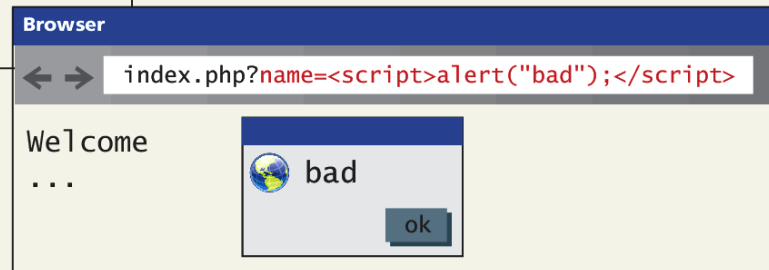 Browser
index.php?name=<script>alert("bad");</script>
Welcome
...
bad
ok